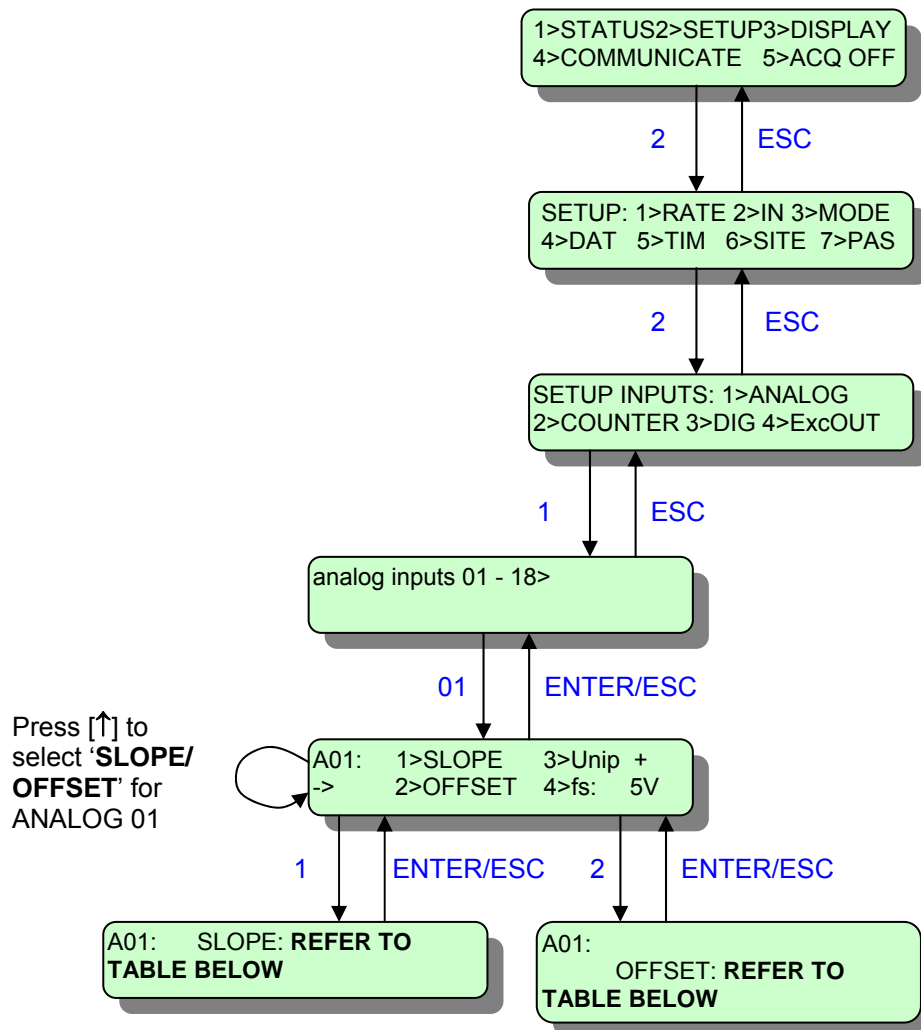 1>STATUS2>SETUP3>DISPLAY
4>COMMUNICATE 5>ACQ OFF
2
ESC
SETUP: 1>RATE 2>IN 3>MODE
4>DAT 5>TIM 6>SITE 7>PAS
2
ESC
SETUP INPUTS: 1>ANALOG
2>COUNTER 3>DIG 4>ExcOUT
1
ESC
analog inputs 01 - 18>
01
ENTER/ESC
Press [↑] to
select ‘SLOPE/
OFFSET’ for
ANALOG 01
A01: 1>SLOPE 3>Unip +
-> 2>OFFSET 4>fs: 5V
1
ENTER/ESC
2
ENTER/ESC
A01: SLOPE: REFER TO
TABLE BELOW
A01:
OFFSET: REFER TO
TABLE BELOW